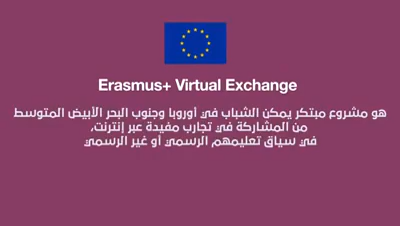 Erasmus+ Virtual Exchange
هو مشروع مبتكر يمكن الشباب في أوروبا وجنوب البحر الأبيض المتوسط
من المشاركة في تجارب مفيدة عبر إنترنت،
في سياق تعليمهم الرسمي أو غير الرسمي